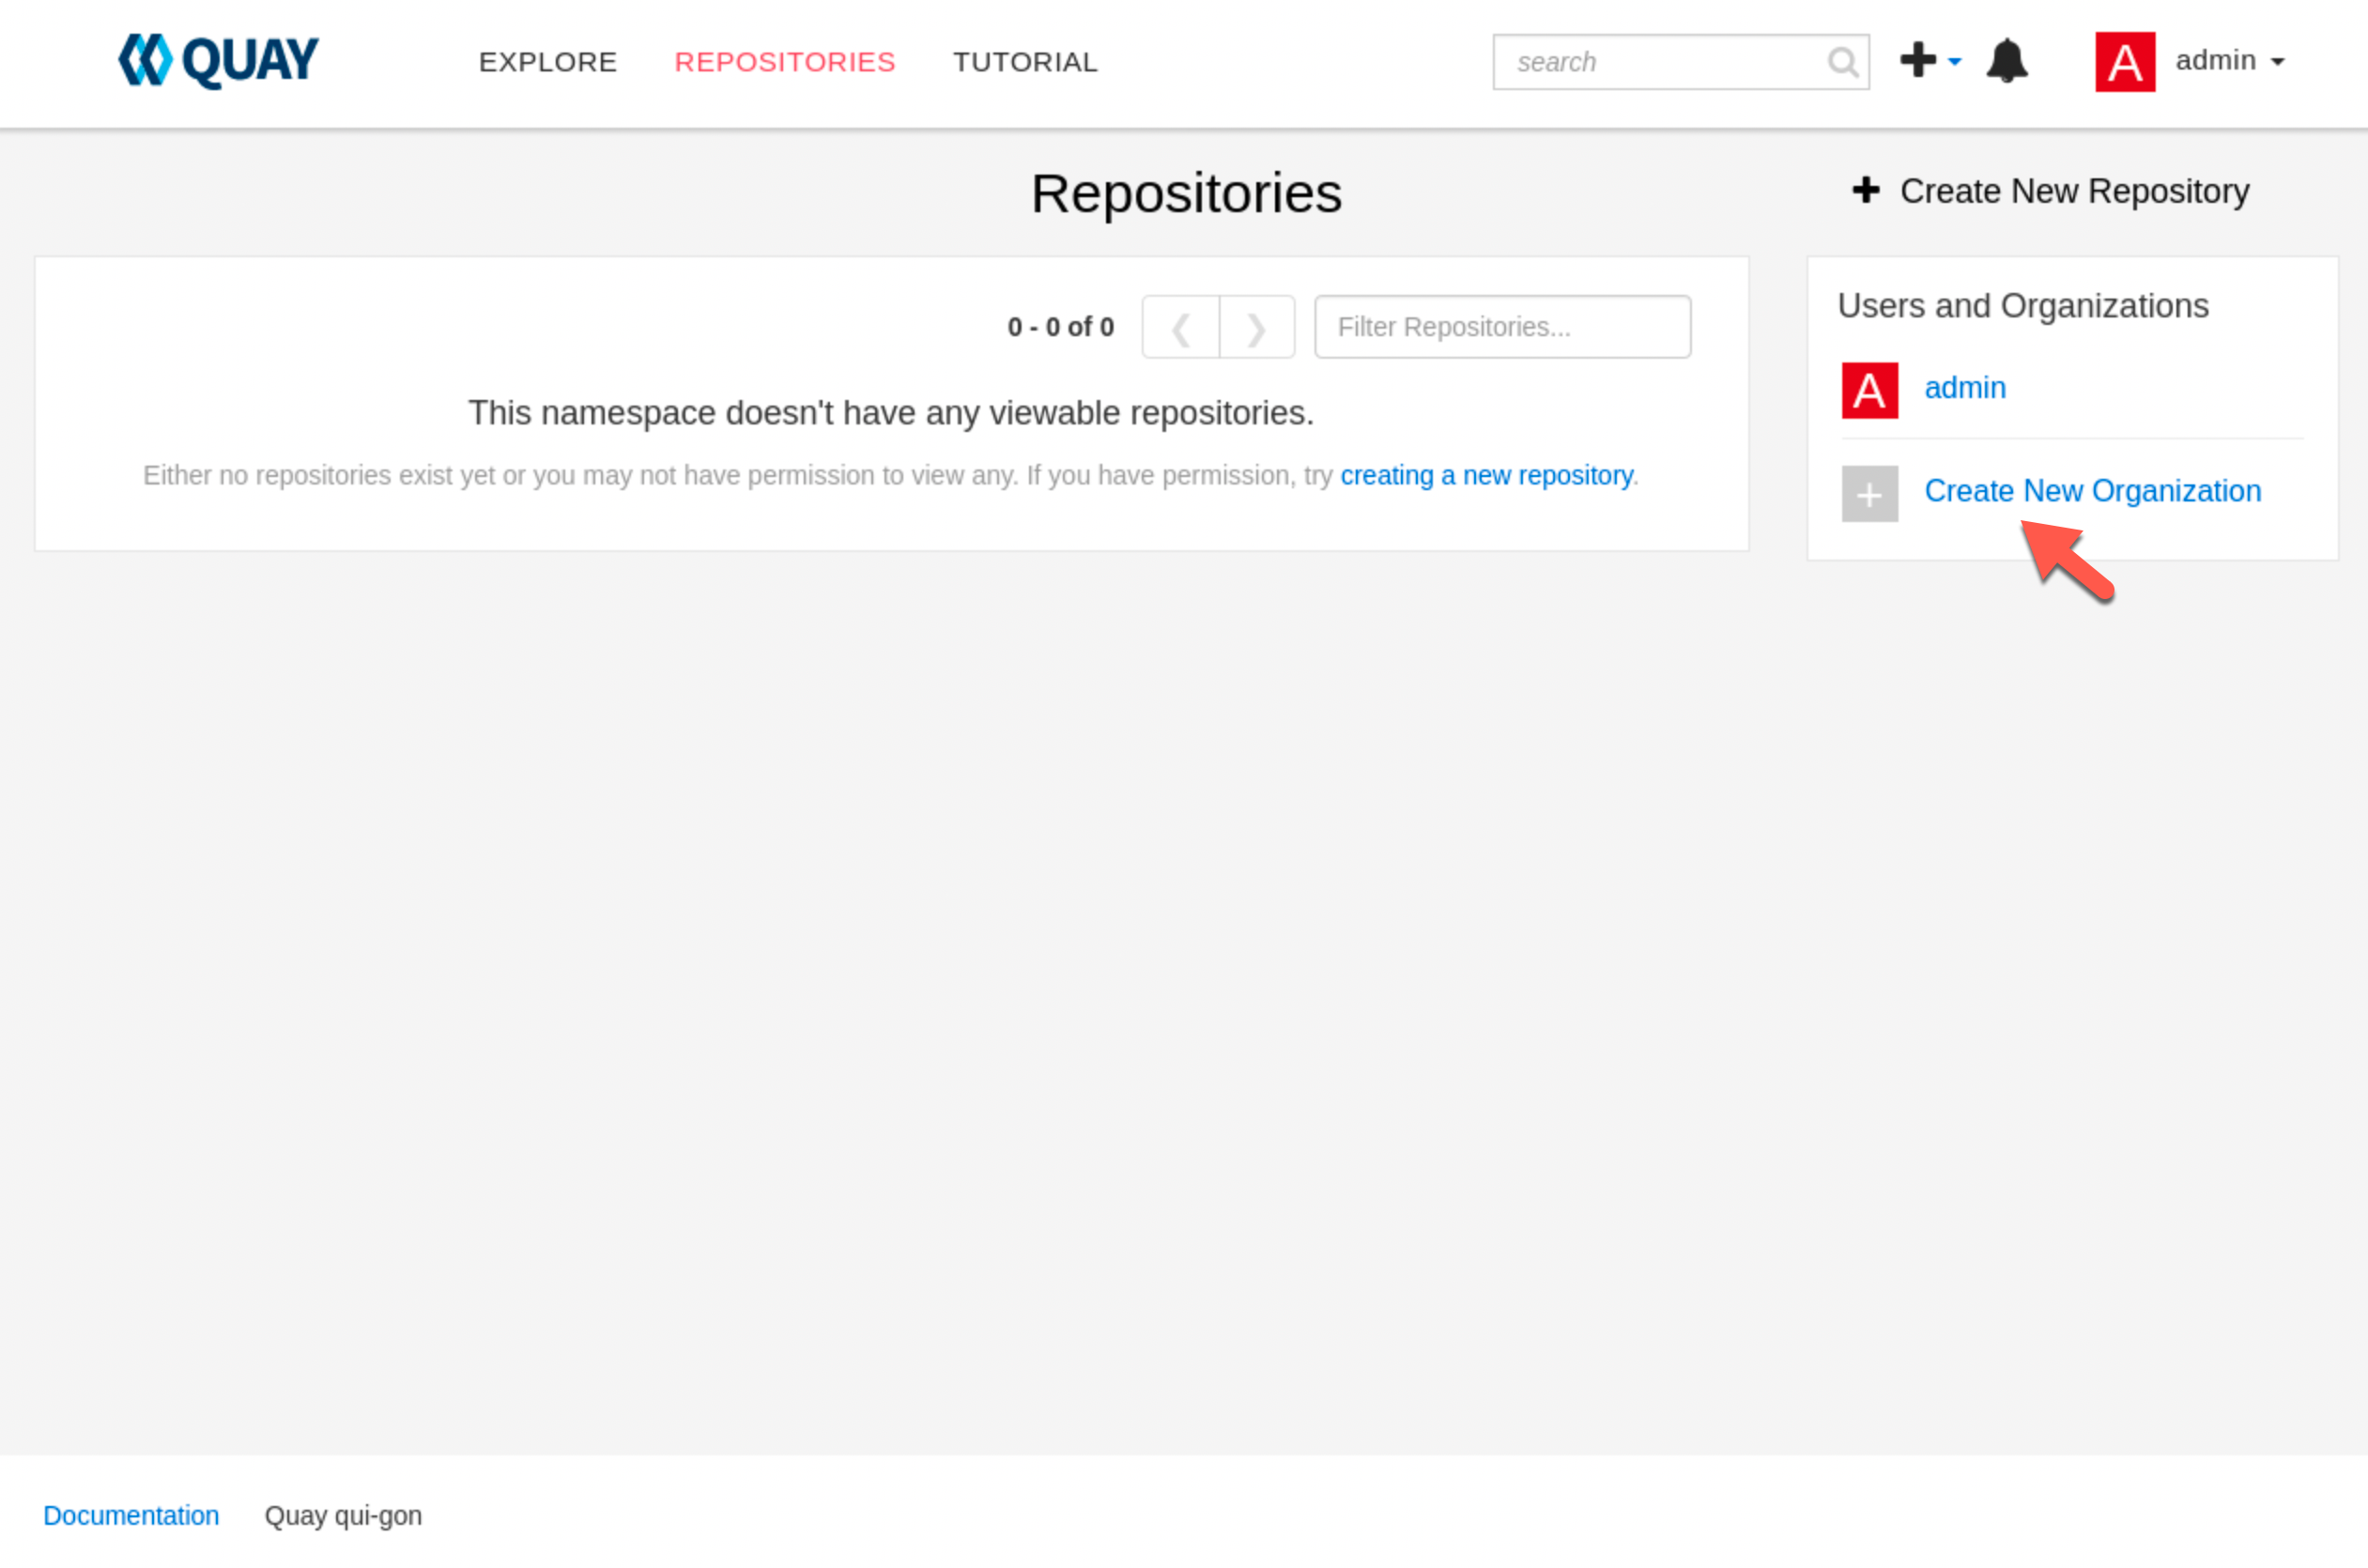 QUAY EXPLORE REPOSITORIES TUTORIAL search A admin
Repositories
Create New Repository
0 - 0 of 0 Filter Repositories...
This namespace doesn't have any viewable repositories.
Either no repositories exist yet or you may not have permission to view any. If you have permission, try creating a new repository.
Users and Organizations
A admin
Create New Organization
Documentation Quay qui-gon